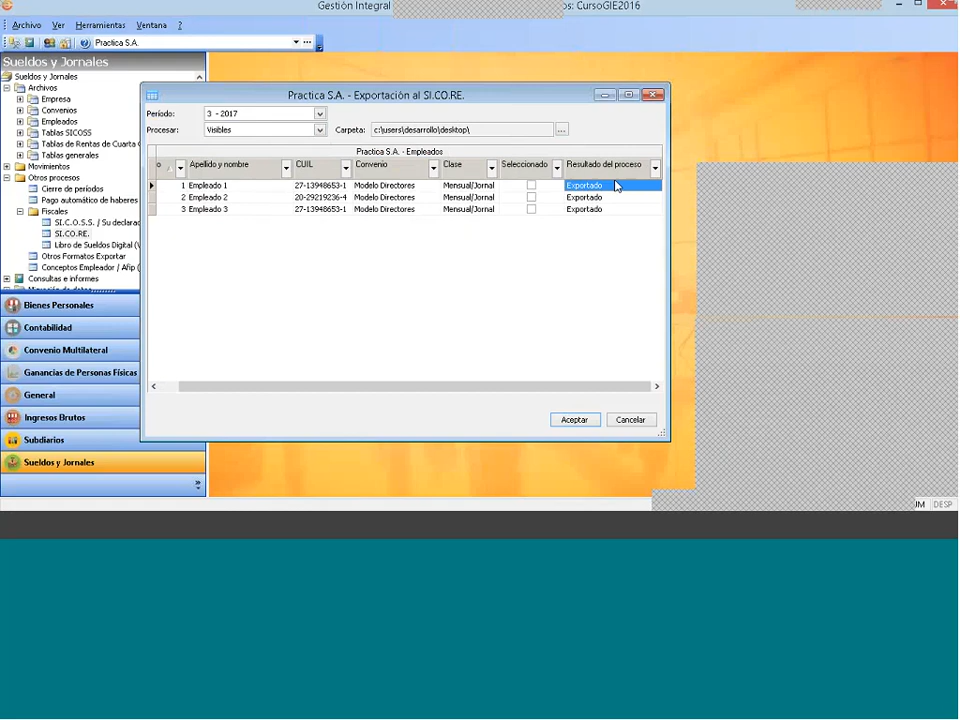 Gestión Integral os: CursoGIE2016
Archivo Ver Herramientas Ventana ?
Practica S.A.
Sueldos y Jornales
Sueldos y Jornales
Archivos
Empresa
Convenios
Empleados
Tablas SICOSS
Tablas de Rentas de Cuarta C
Tablas generales
Movimientos
Otros procesos
Cierre de períodos
Pago automático de haberes
Fiscales
SI.C.O.S.S. / Su declarac
SI.CO.RE.
Libro de Sueldos Digital (V
Otros Formatos Exportar
Conceptos Empleador / Afip (
Consultas e informes
Bienes Personales
Contabilidad
Convenio Multilateral
Ganancias de Personas Físicas
General
Ingresos Brutos
Subdiarios
Sueldos y Jornales
Practica S.A. - Exportación al SI.CO.RE.
Período: 3 - 2017
Procesar: Visibles Carpeta: c:\users\desarrollo\desktop\ ...
Practica S.A. - Empleados
o Apellido y nombre CUIL Convenio Clase Seleccionado Resultado del proceso
1 Empleado 1 27-13948653-1 Modelo Directores Mensual/Jornal Exportado
2 Empleado 2 20-29219236-4 Modelo Directores Mensual/Jornal Exportado
3 Empleado 3 27-13948653-1 Modelo Directores Mensual/Jornal Exportado
Aceptar Cancelar
UM DESP